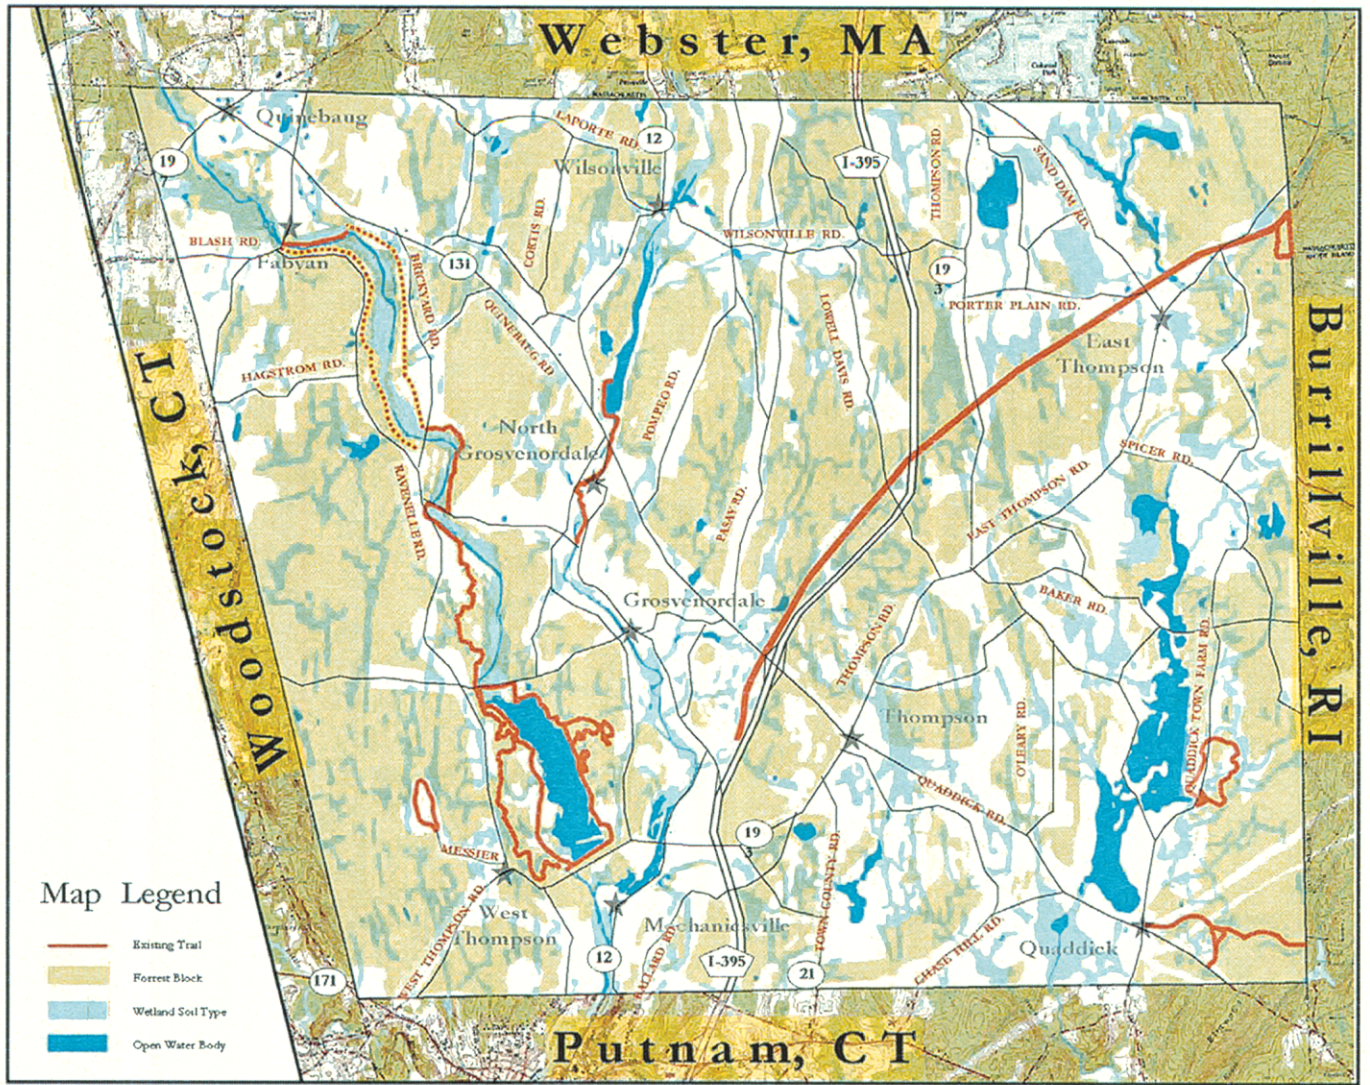 Webster, MA
Quinebaug
LAPORTE RD.
12
Wilsonville
19
I-395
THOMPSON RD.
SAND DAM RD.
BLASH RD.
Fabyan
131
CORTIS RD.
WILSONVILLE RD.
19
3
BRICKYARD RD.
QUINEBAUG RD
LOWELL DAVIS RD.
PORTER PLAIN RD.
East
Thompson
HAGSTROM RD.
POMPEO RD.
North
Grosvenordale
SPICER RD.
RAVENELLE RD.
PASAY RD.
EAST THOMPSON RD.
Woodstock, CT
Burrillville, RI
Grosvenordale
BAKER RD.
THOMPSON RD.
QUADDICK TOWN FARM RD.
Thompson
O'LEARY RD.
QUADDICK RD.
MESSIER
19
3
TOWN COUNTY RD.
West
Thompson
WEST THOMPSON RD.
Mechanicsville
BALLARD RD.
CHASE HILL RD.
Quaddick
12
I-395
21
171
Map Legend
Existing Trail
Forrest Block
Wetland Soil Type
Open Water Body
Putnam, CT